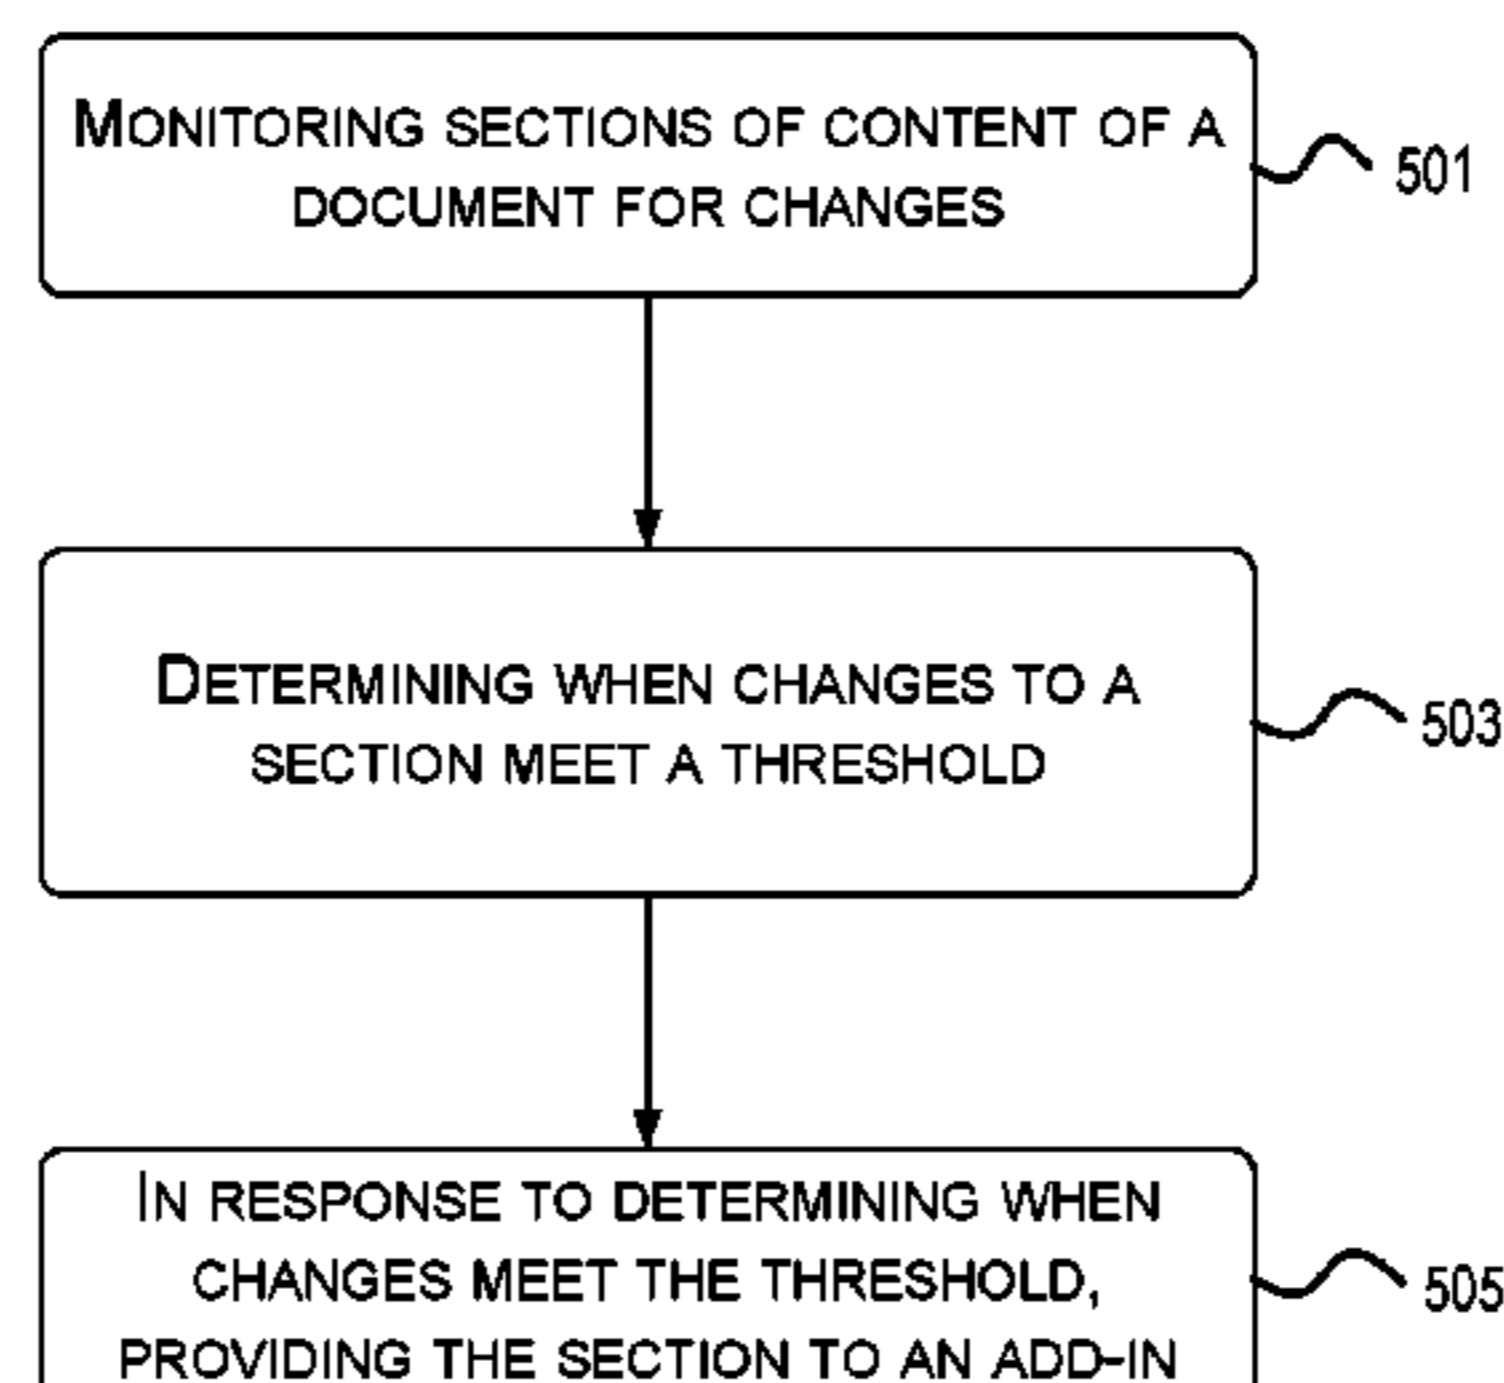 MONITORING SECTIONS OF CONTENT OF A
DOCUMENT FOR CHANGES
501
DETERMINING WHEN CHANGES TO A
SECTION MEET A THRESHOLD
503
IN RESPONSE TO DETERMINING WHEN
CHANGES MEET THE THRESHOLD,
PROVIDING THE SECTION TO AN ADD-IN
505